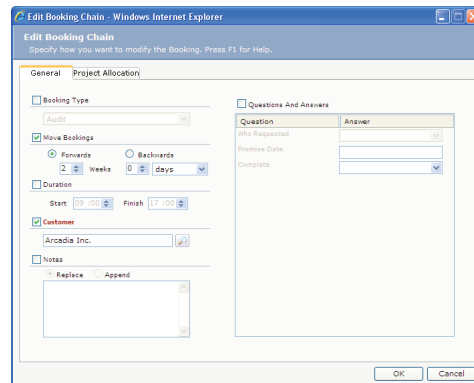 Edit Booking Chain - Windows Internet Explorer
Edit Booking Chain
Specify how you want to modify the Booking. Press F1 for Help.
General Project Allocation
Booking Type
Audit
Move Bookings
Forwards Backwards
2 Weeks 0 days
Duration
Start 09 :00 Finish 17 :00
Customer
Arcadia Inc.
Notes
Replace Append
Questions And Answers
Question Answer
Who Requested
Promise Date
Complete
OK Cancel